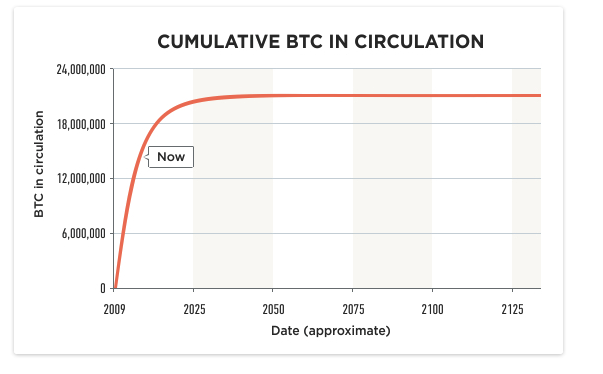 CUMULATIVE BTC IN CIRCULATION
24,000,000
18,000,000
12,000,000
6,000,000
0
BTC in circulation
Now
2009 2025 2050 2075 2100 2125
Date (approximate)